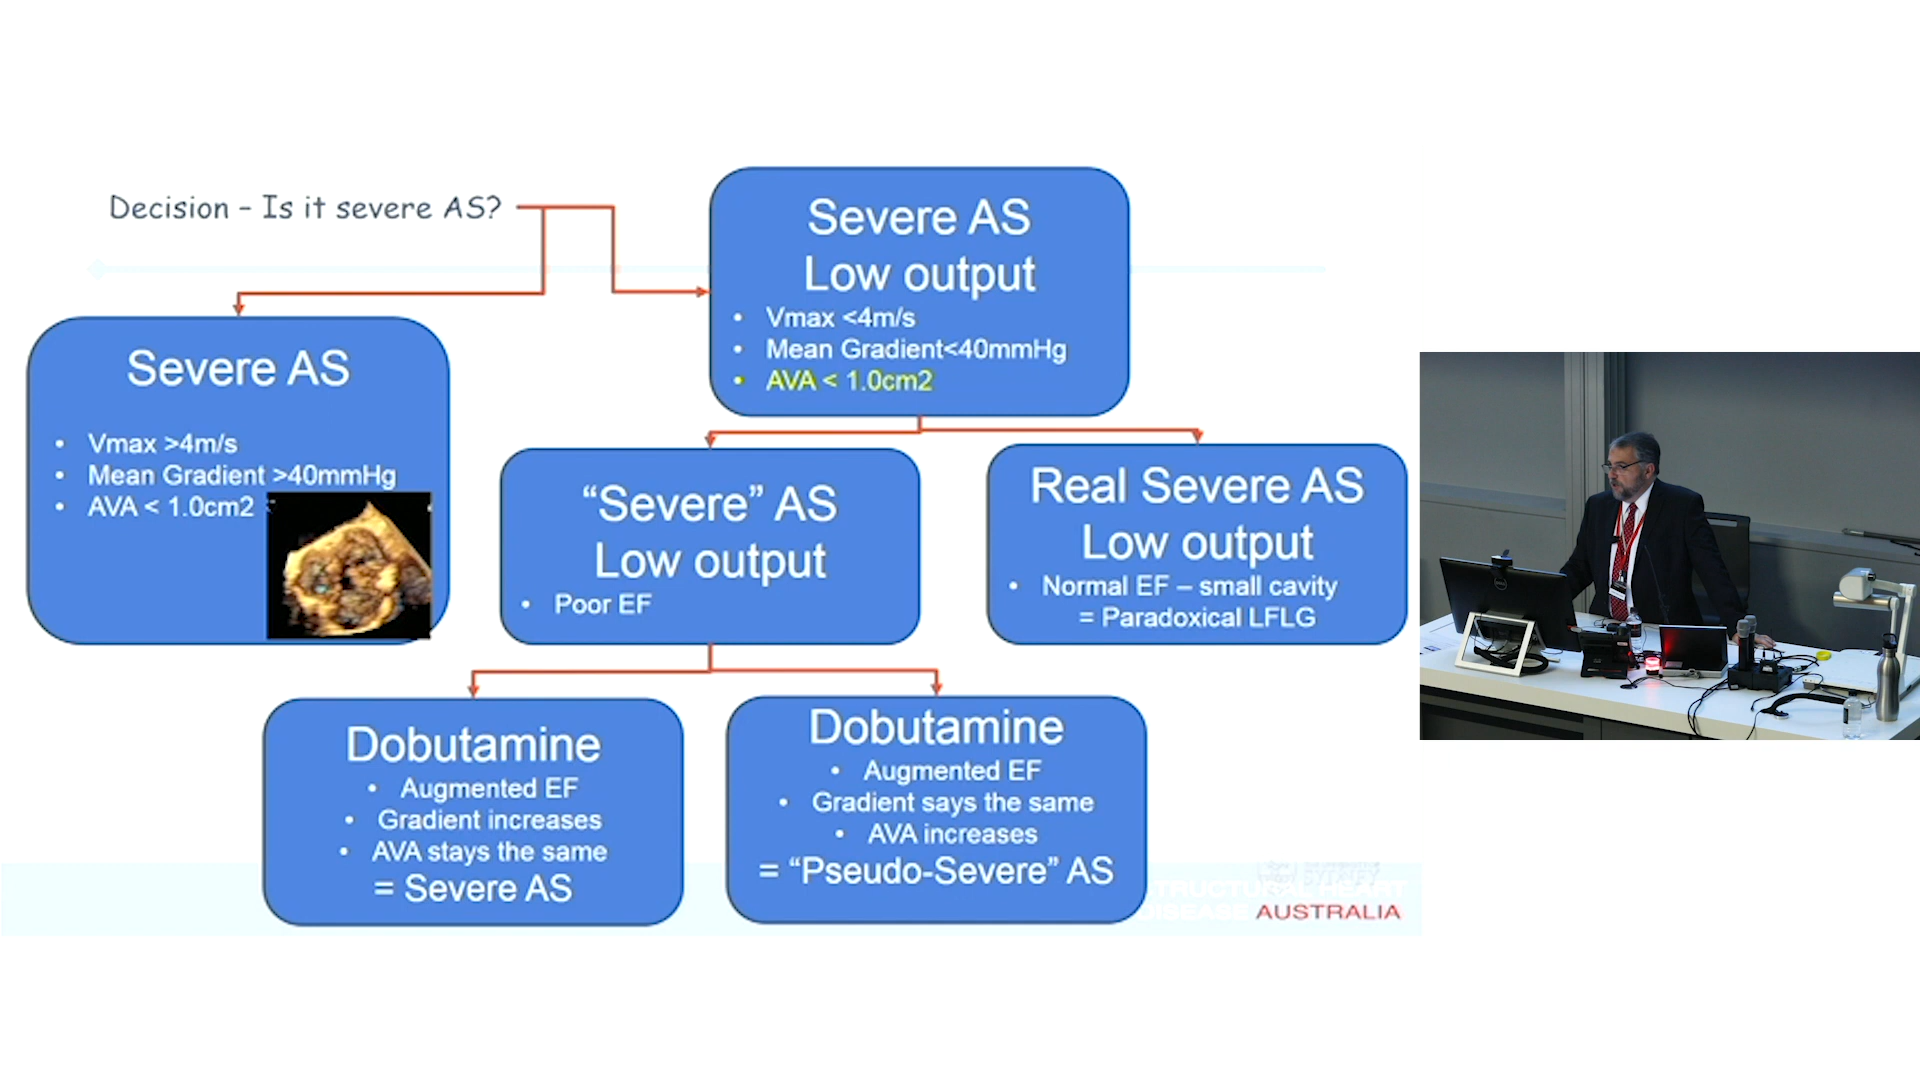 Decision – Is it severe AS?
Severe AS
Low output
• Vmax <4m/s
• Mean Gradient<40mmHg
• AVA < 1.0cm2
Severe AS
• Vmax >4m/s
• Mean Gradient >40mmHg
• AVA < 1.0cm2
“Severe” AS
Low output
• Poor EF
Real Severe AS
Low output
• Normal EF – small cavity
= Paradoxical LFLG
Dobutamine
• Augmented EF
• Gradient increases
• AVA stays the same
= Severe AS
Dobutamine
• Augmented EF
• Gradient says the same
• AVA increases
= “Pseudo-Severe” AS
STRUCTURAL HEART
DISEASE AUSTRALIA